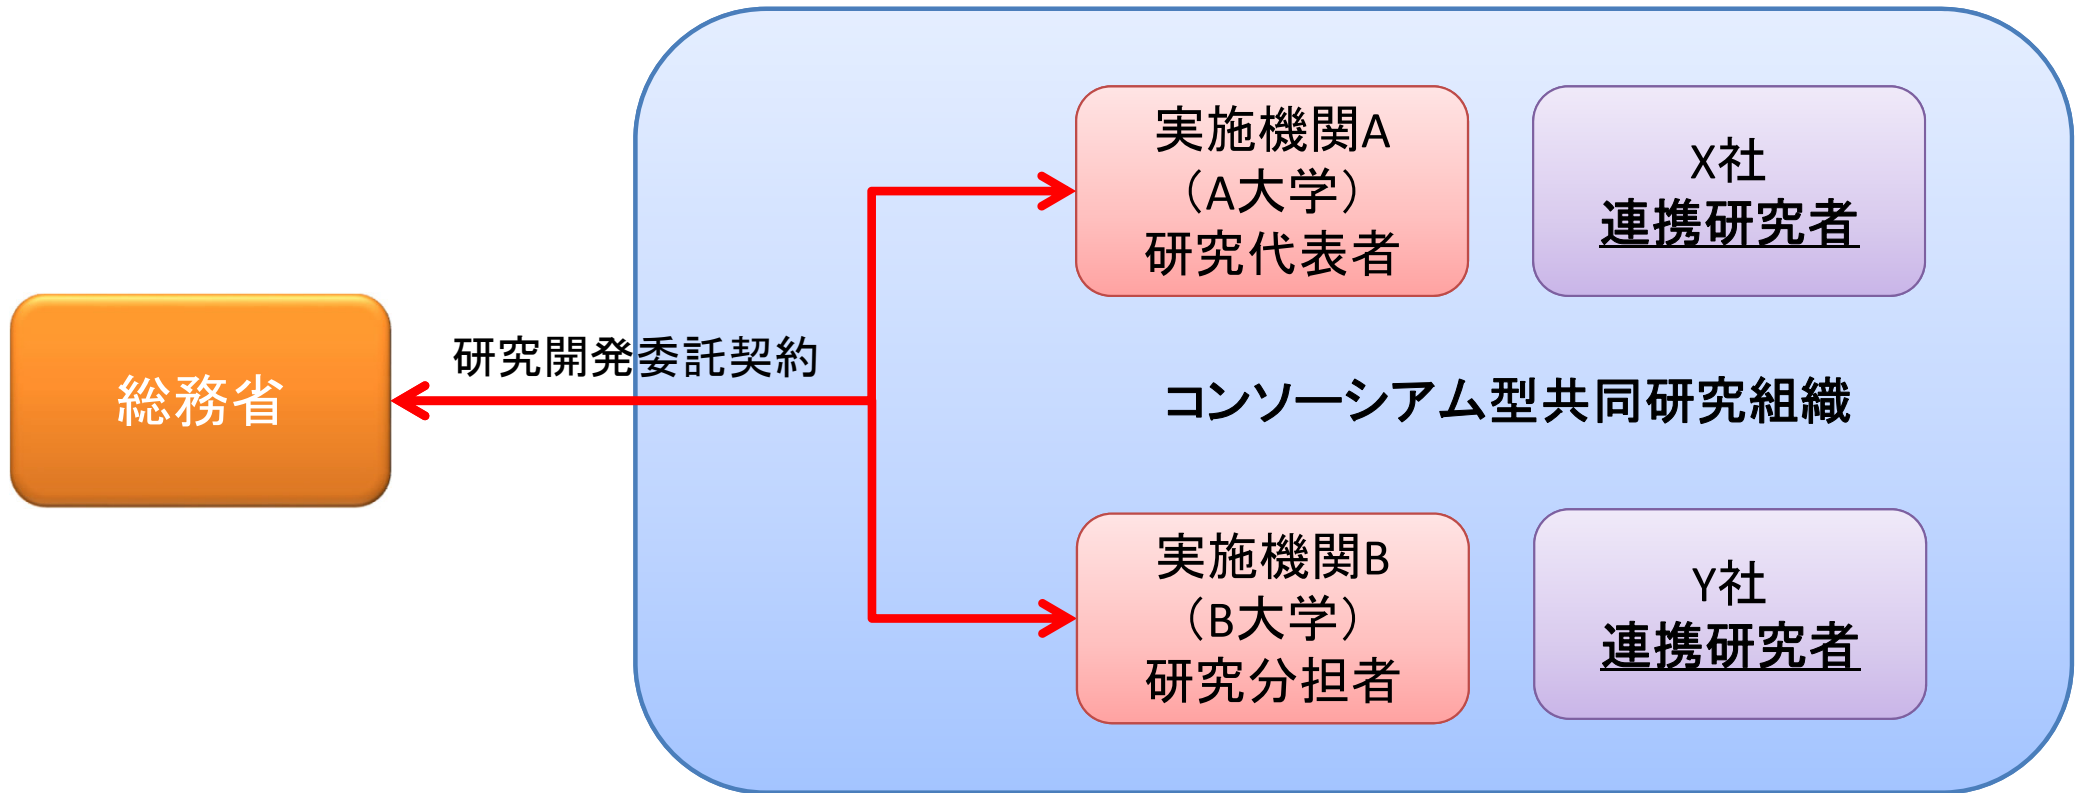 実施機関A
（A大学）
研究代表者
X社
連携研究者
研究開発委託契約
総務省
コンソーシアム型共同研究組織
実施機関B
（B大学）
研究分担者
Y社
連携研究者